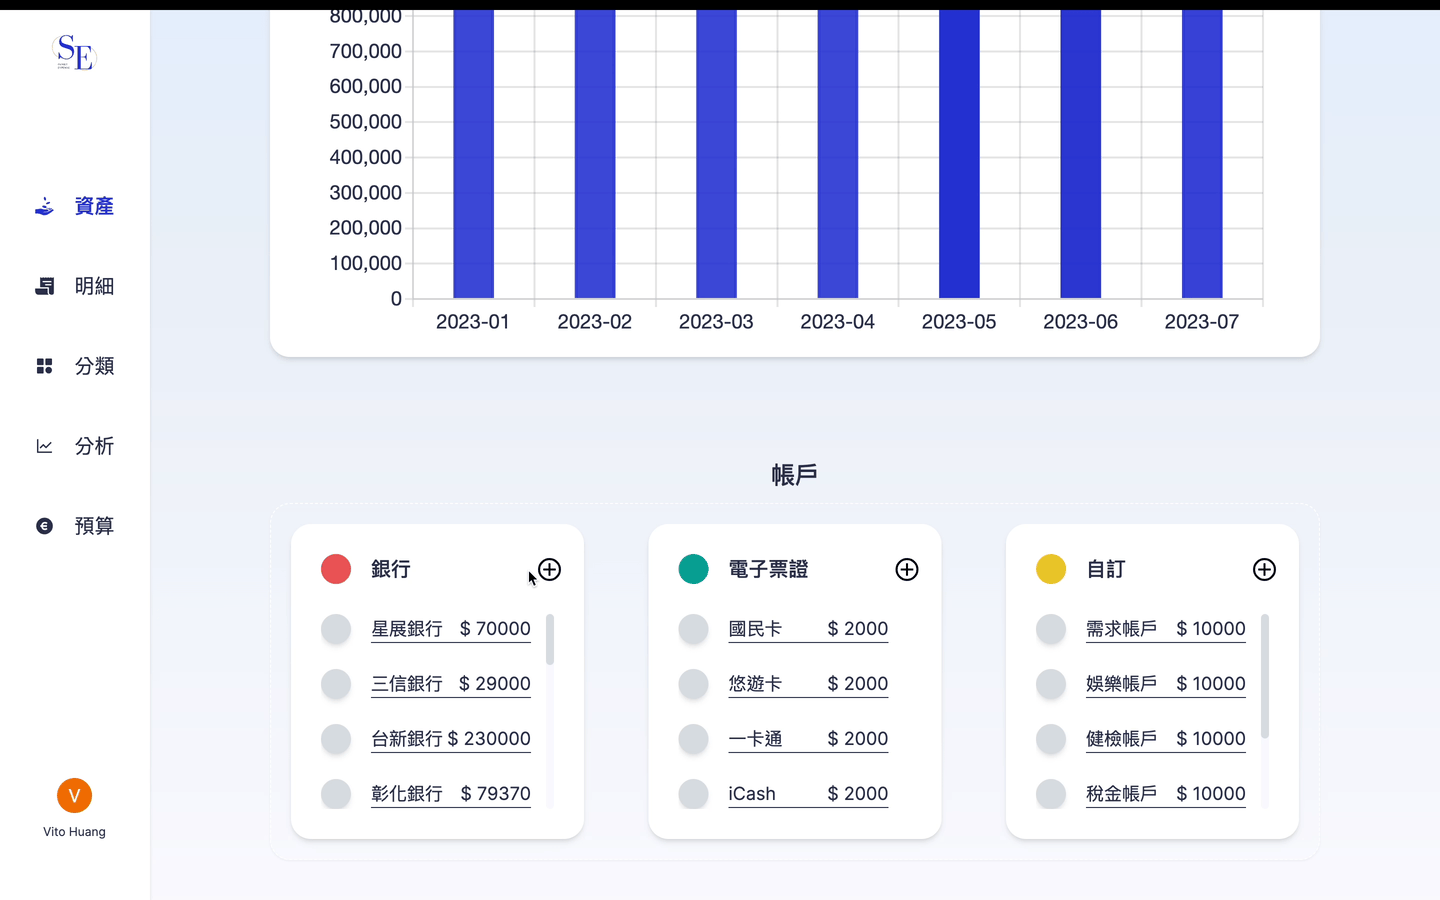 SE
資產
明細
分類
分析
預算
V
Vito Huang
800,000
700,000
600,000
500,000
400,000
300,000
200,000
100,000
0
2023-01 2023-02 2023-03 2023-04 2023-05 2023-06 2023-07
帳戶
銀行
星展銀行 $ 70000
三信銀行 $ 29000
台新銀行 $ 230000
彰化銀行 $ 79370
電子票證
國民卡 $ 2000
悠遊卡 $ 2000
一卡通 $ 2000
iCash $ 2000
自訂
需求帳戶 $ 10000
娛樂帳戶 $ 10000
健檢帳戶 $ 10000
稅金帳戶 $ 10000